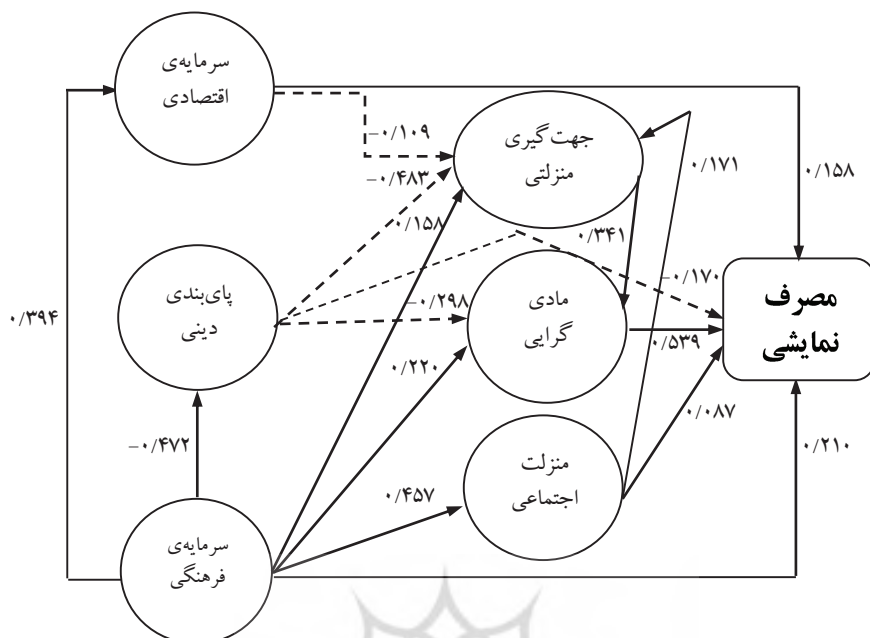 سرمایه‌ی
اقتصادی
-۰/۱۰۹
جهت‌گیری
منزلتی
۰/۱۷۱
۰/۱۵۸
-۰/۴۸۳
۰/۱۵۸
۰/۳۴۱
-۰/۱۷۰
پای‌بندی
دینی
-۰/۲۹۸
مادی
گرایی
مصرف
نمایشی
۰/۳۹۴
۰/۵۳۹
۰/۲۲۰
۰/۰۸۷
-۰/۴۷۲
۰/۴۵۷
منزلت
اجتماعی
۰/۲۱۰
سرمایه‌ی
فرهنگی